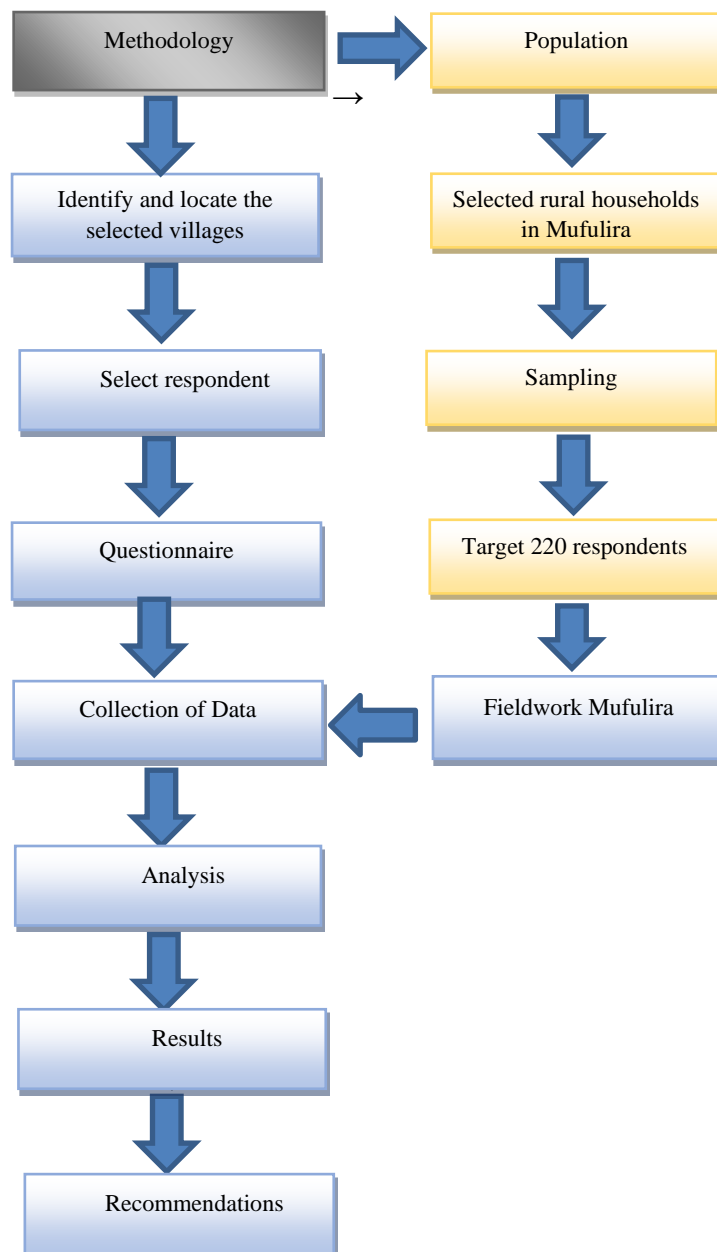 Methodology
Population
→
Identify and locate the
selected villages
Selected rural households
in Mufulira
Select respondent
Sampling
Questionnaire
Target 220 respondents
Collection of Data
Fieldwork Mufulira
Analysis
Results
Recommendations